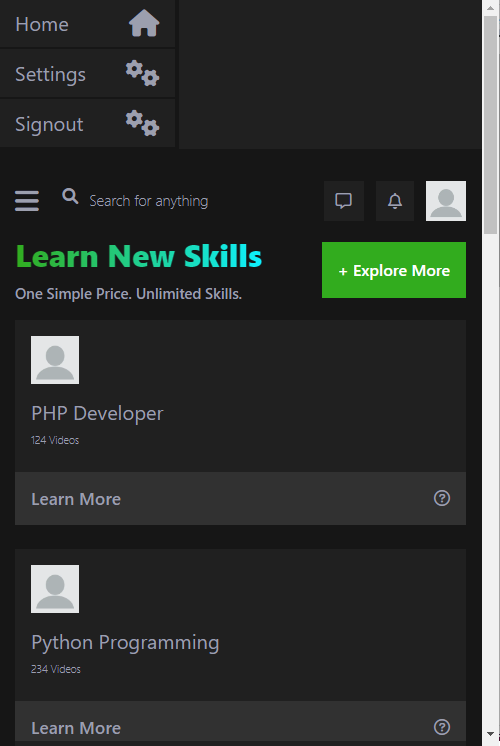 Home
Settings
Signout
Search for anything
Learn New Skills
One Simple Price. Unlimited Skills.
+ Explore More
PHP Developer
124 Videos
Learn More
Python Programming
234 Videos
Learn More